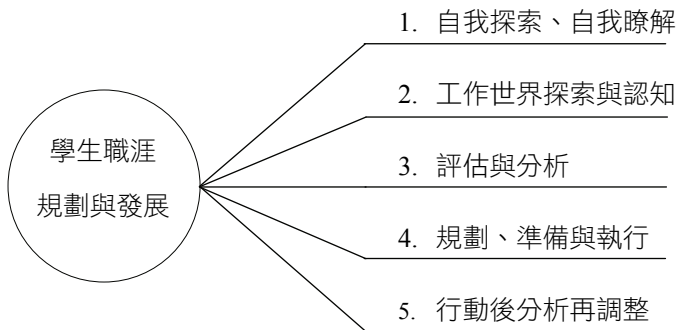 學生職涯
規劃與發展
1. 自我探索、自我瞭解
2. 工作世界探索與認知
3. 評估與分析
4. 規劃、準備與執行
5. 行動後分析再調整